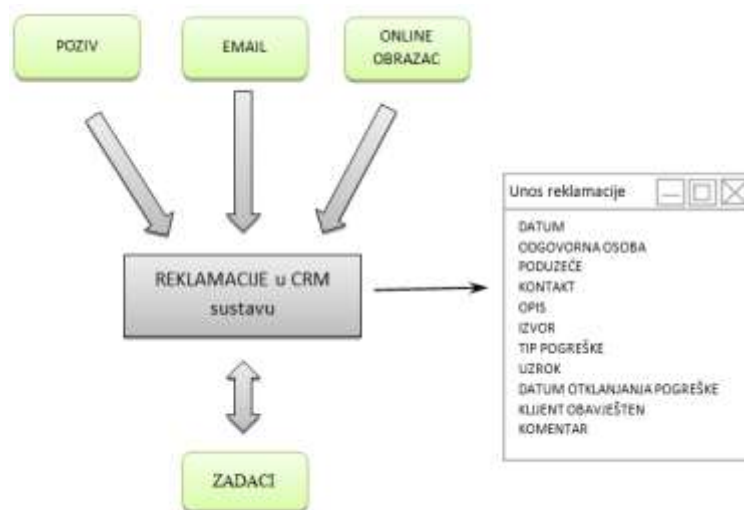 POZIV
EMAIL
ONLINE
OBRAZAC
REKLAMACIJE u CRM
sustavu
Unos reklamacije
DATUM
ODGOVORNA OSOBA
PODUZEĆE
KONTAKT
OPIS
IZVOR
TIP POGREŠKE
UZROK
DATUM OTKLANJANJA POGREŠKE
KLIJENT OBAVJEŠTEN
KOMENTAR
ZADACI